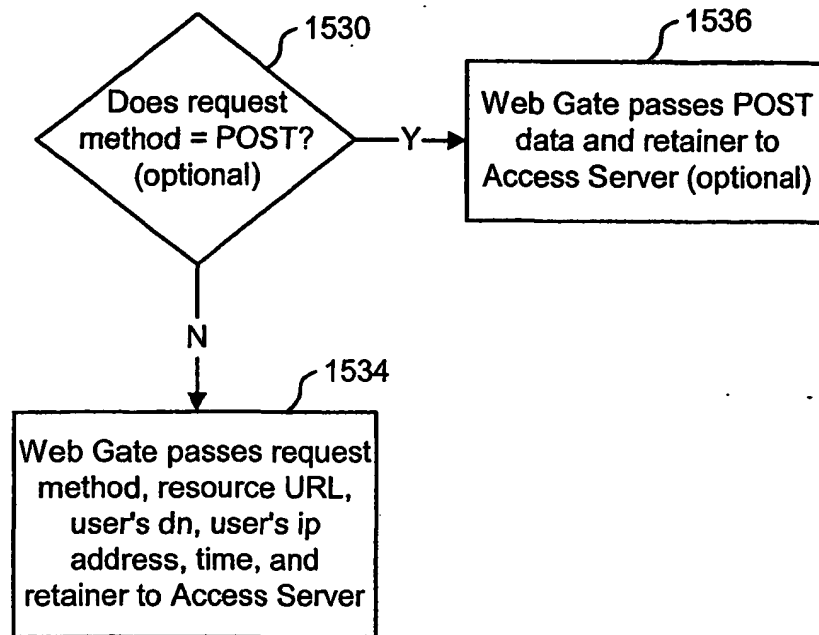 1530
Does request
method = POST?
(optional)
Y
1536
Web Gate passes POST
data and retainer to
Access Server (optional)
N
1534
Web Gate passes request
method, resource URL,
user's dn, user's ip
address, time, and
retainer to Access Server